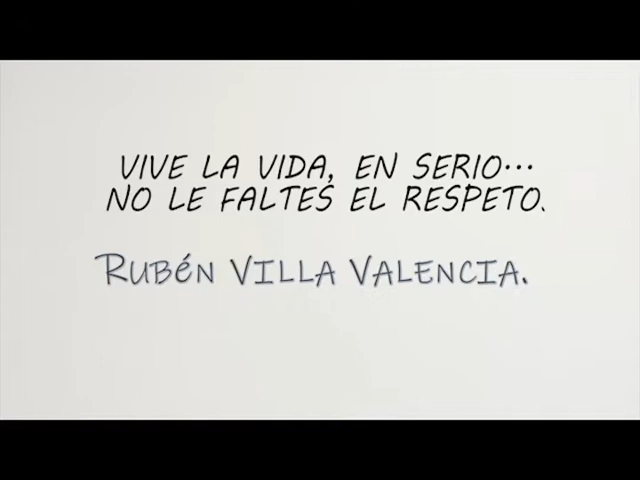 VIVE LA VIDA, EN SERIO...
NO LE FALTES EL RESPETO.
RUBéN VILLA VALENCIA.